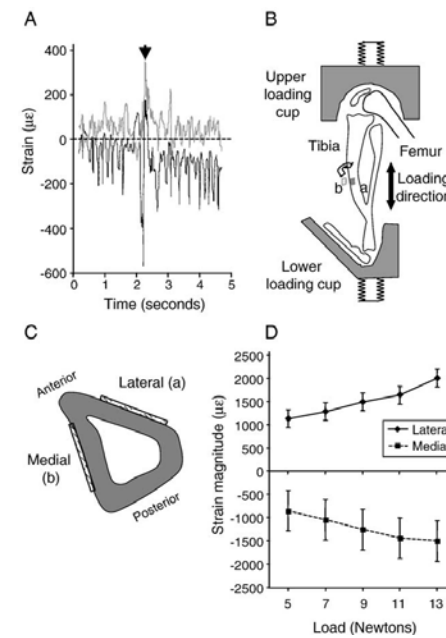 A
Strain (µε)
400
200
0
-200
-400
-600
0
1
2
3
4
5
Time (seconds)
B
Upper
loading
cup
Tibia
Femur
b
a
Loading
direction
Lower
loading cup
C
Anterior
Lateral (a)
Medial
(b)
Posterior
D
Strain magnitude (µε)
2500
2000
1500
1000
500
0
-500
-1000
-1500
-2000
-2500
Lateral
Medial
5
7
9
11
13
Load (Newtons)